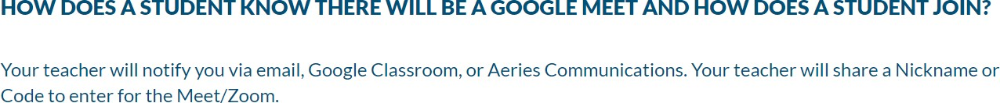 HOW DOES A STUDENT KNOW THERE WILL BE A GOOGLE MEET AND HOW DOES A STUDENT JOIN?
Your teacher will notify you via email, Google Classroom, or Aeries Communications. Your teacher will share a Nickname or
Code to enter for the Meet/Zoom.